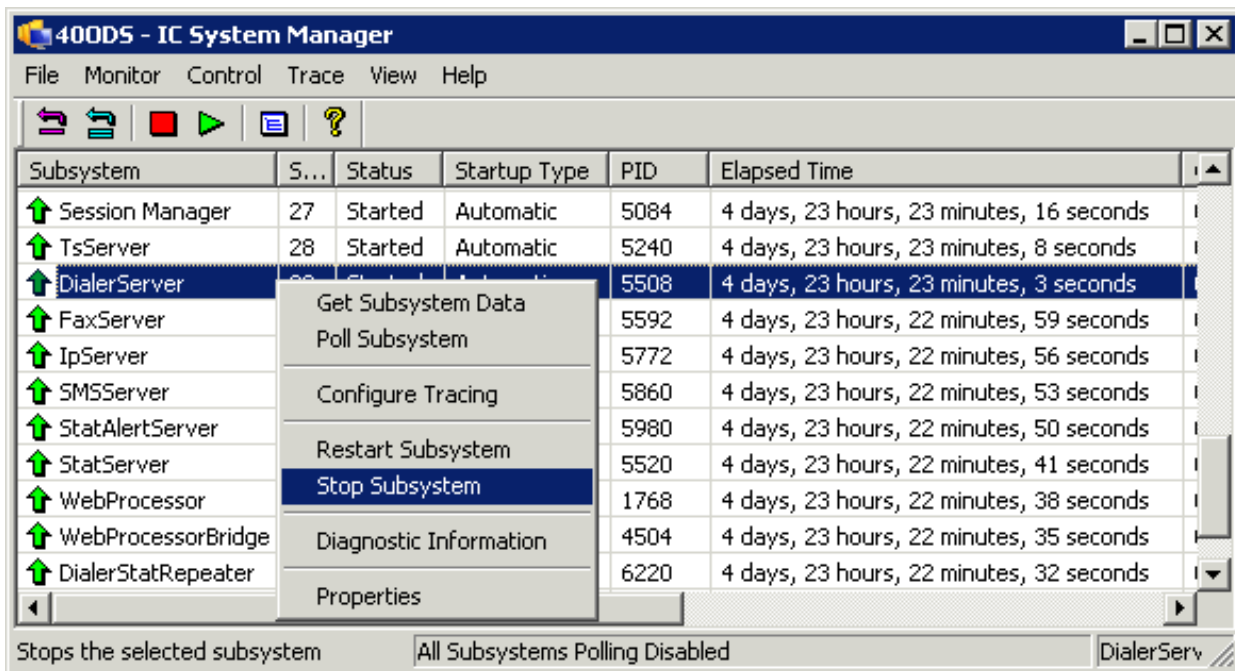 400DS - IC System Manager
File Monitor Control Trace View Help
Subsystem S... Status Startup Type PID Elapsed Time
Session Manager 27 Started Automatic 5084 4 days, 23 hours, 23 minutes, 16 seconds
TsServer 28 Started Automatic 5240 4 days, 23 hours, 23 minutes, 8 seconds
DialerServer 5508 4 days, 23 hours, 23 minutes, 3 seconds
FaxServer 5592 4 days, 23 hours, 22 minutes, 59 seconds
IpServer 5772 4 days, 23 hours, 22 minutes, 56 seconds
SMSServer 5860 4 days, 23 hours, 22 minutes, 53 seconds
StatAlertServer 5980 4 days, 23 hours, 22 minutes, 50 seconds
StatServer 5520 4 days, 23 hours, 22 minutes, 41 seconds
WebProcessor 1768 4 days, 23 hours, 22 minutes, 38 seconds
WebProcessorBridge 4504 4 days, 23 hours, 22 minutes, 35 seconds
DialerStatRepeater 6220 4 days, 23 hours, 22 minutes, 32 seconds
Get Subsystem Data
Poll Subsystem
Configure Tracing
Restart Subsystem
Stop Subsystem
Diagnostic Information
Properties
Stops the selected subsystem All Subsystems Polling Disabled DialerServ